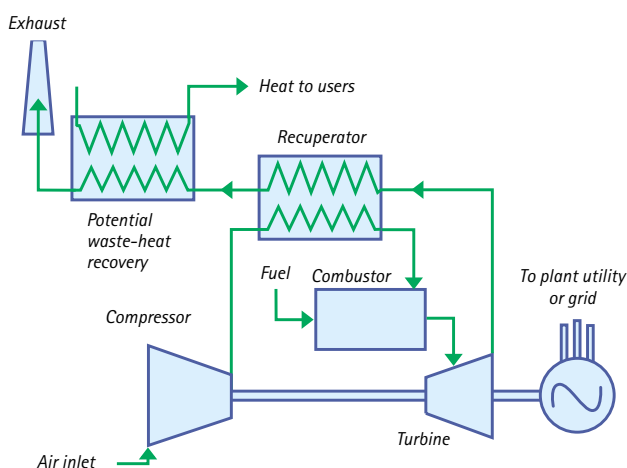 Exhaust
Heat to users
Recuperator
Potential
waste-heat
recovery
Fuel
Combustor
To plant utility
or grid
Compressor
Turbine
Air inlet